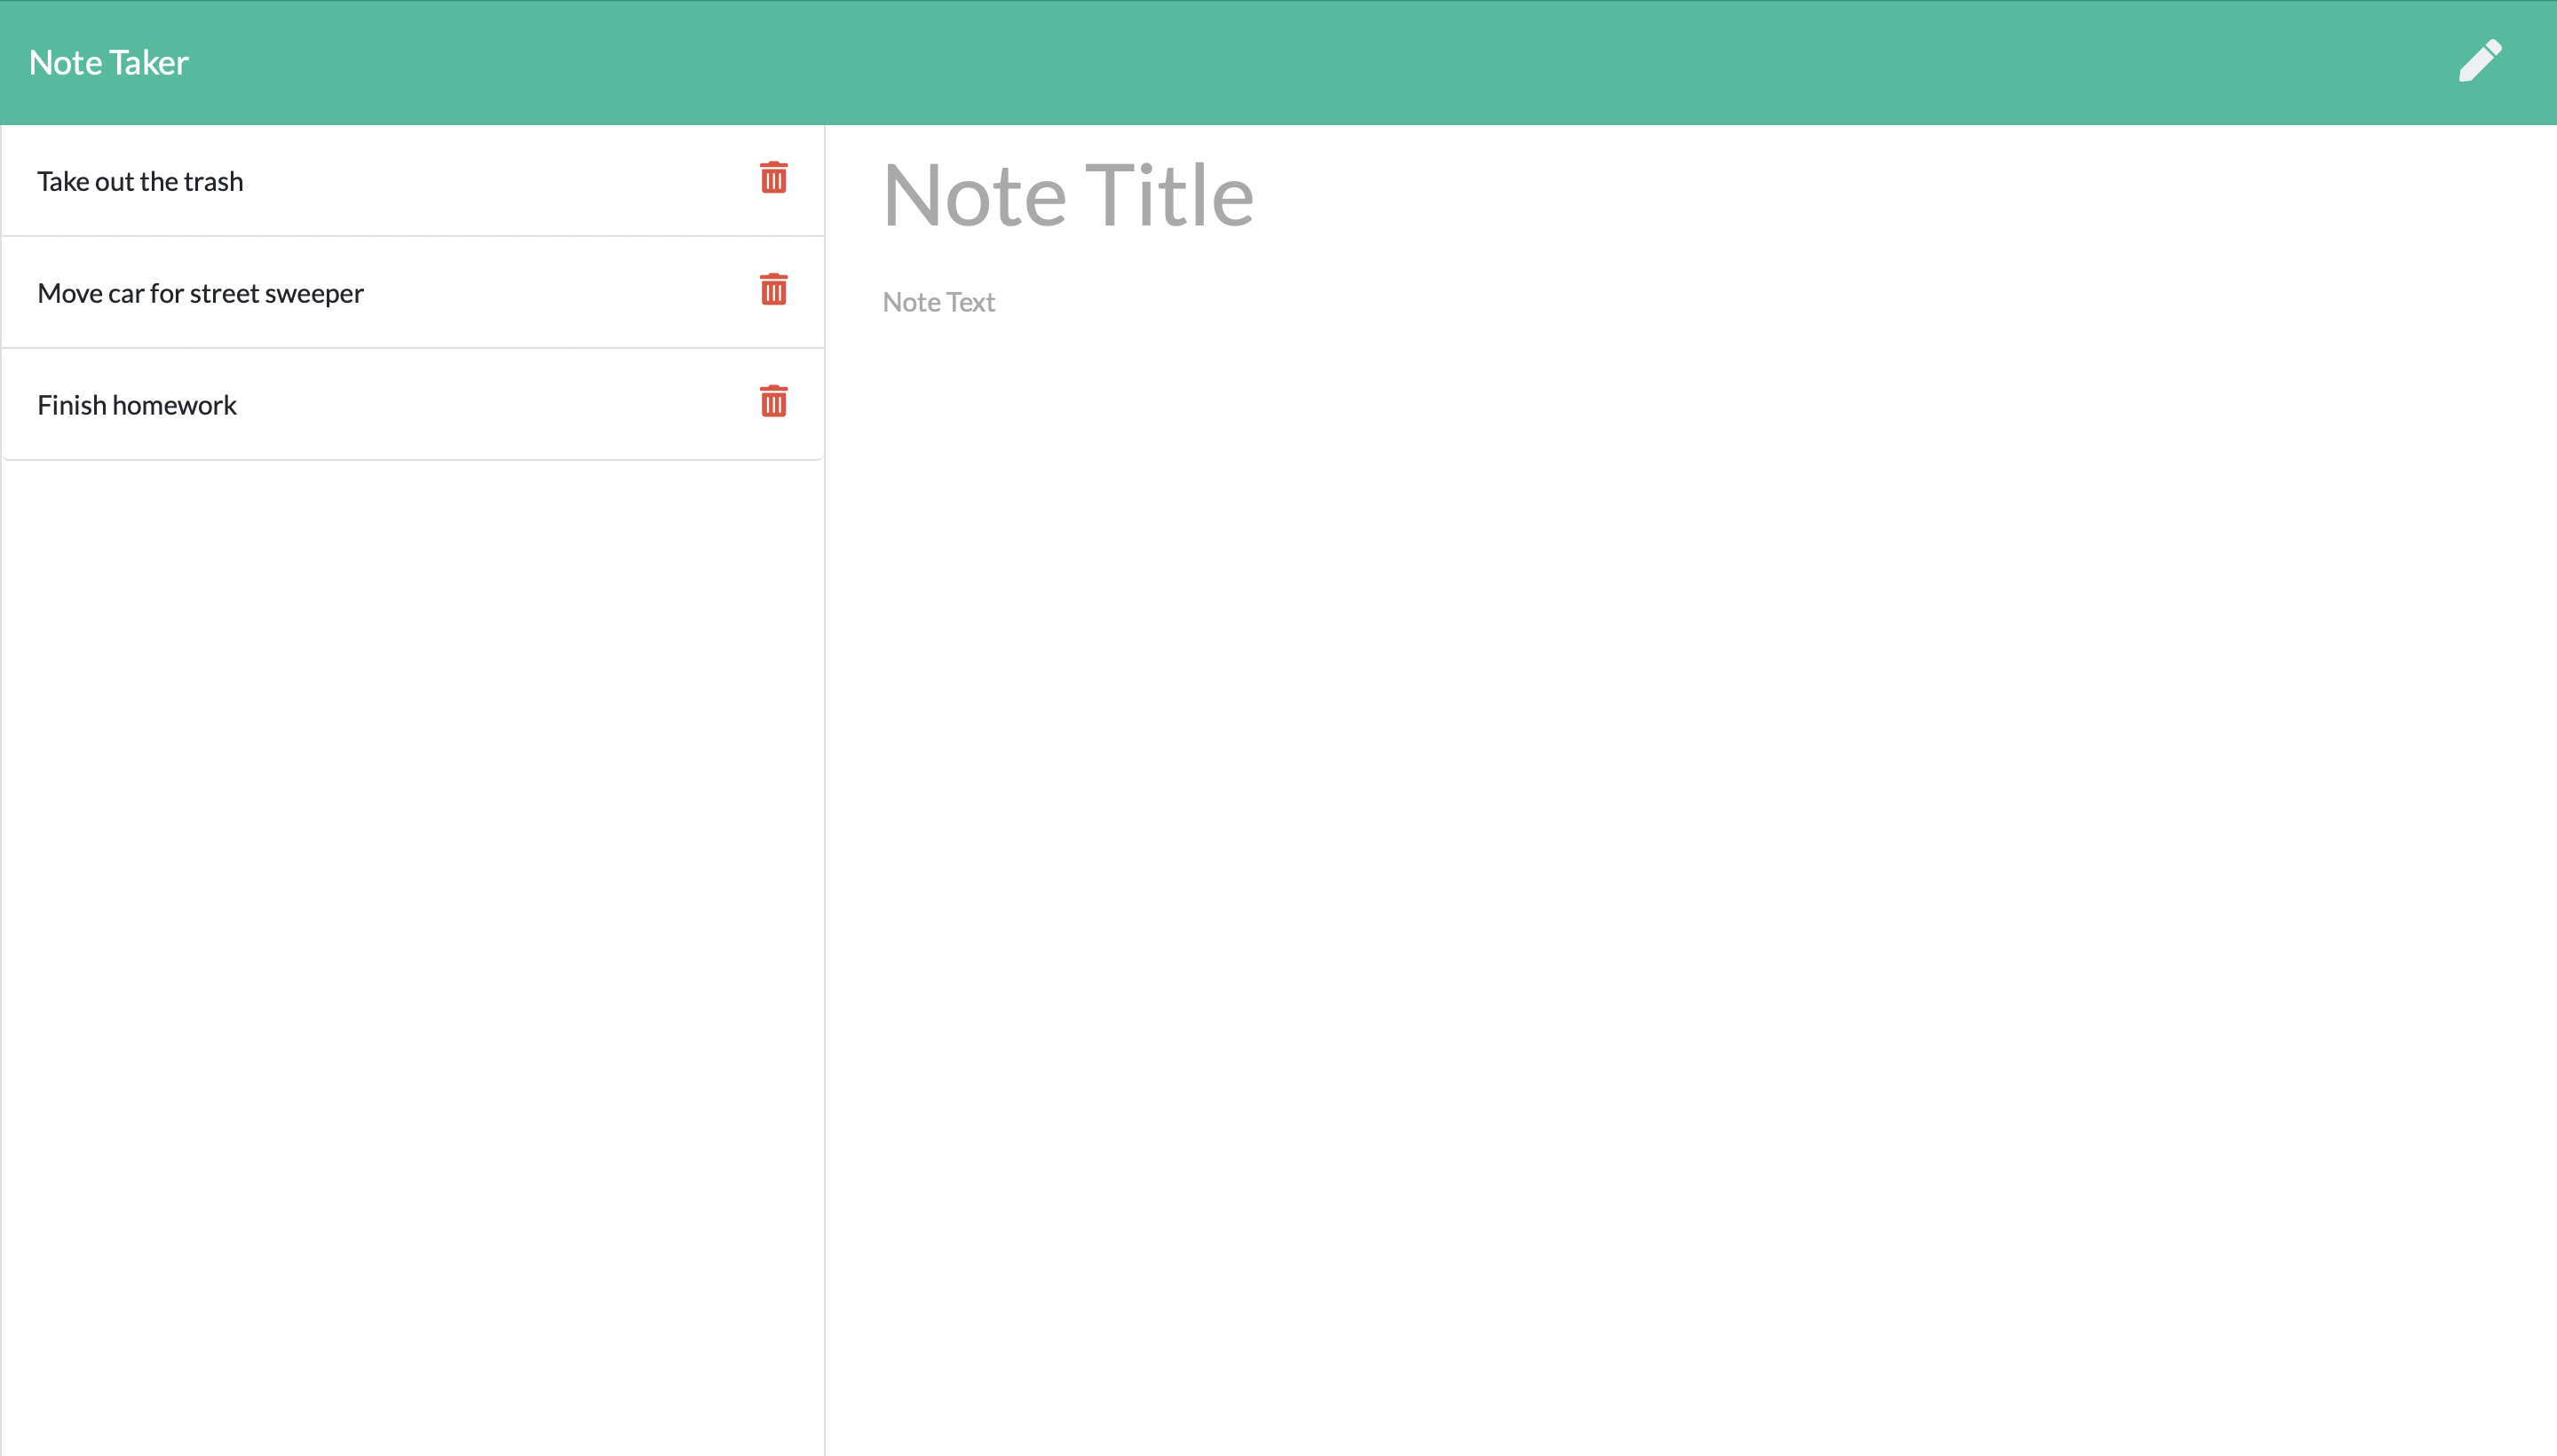 Note Taker
Take out the trash
Move car for street sweeper
Finish homework
Note Title
Note Text